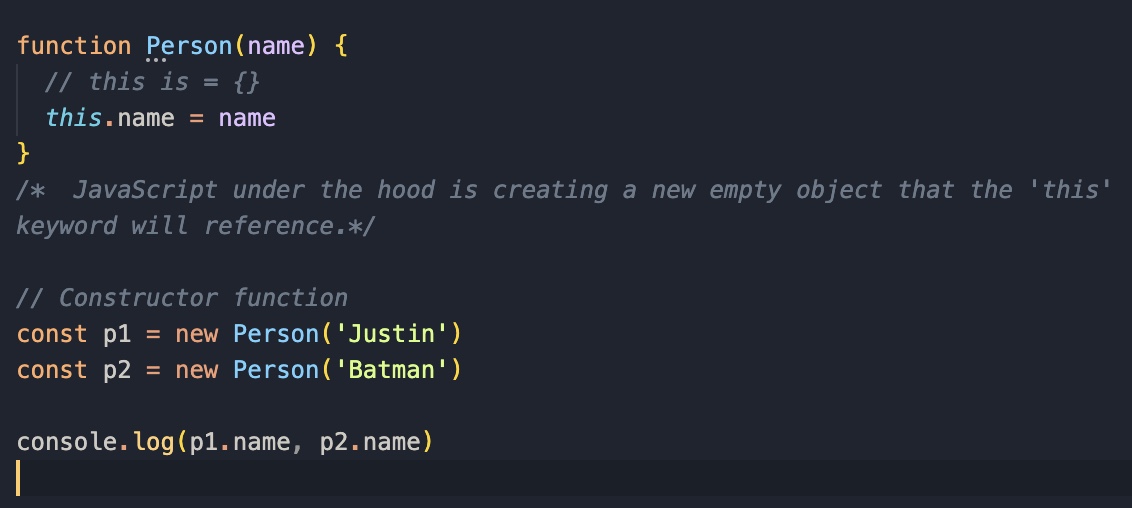 function Person(name) {
  // this is = {}
  this.name = name
}
/*  JavaScript under the hood is creating a new empty object that the 'this'
keyword will reference.*/

// Constructor function
const p1 = new Person('Justin')
const p2 = new Person('Batman')

console.log(p1.name, p2.name)